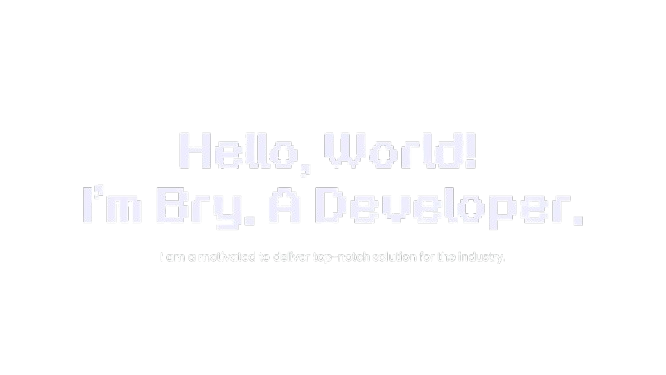 Hello, World!
I'm Bry. A Developer.
I am a motivated to deliver top-notch solution for the industry.